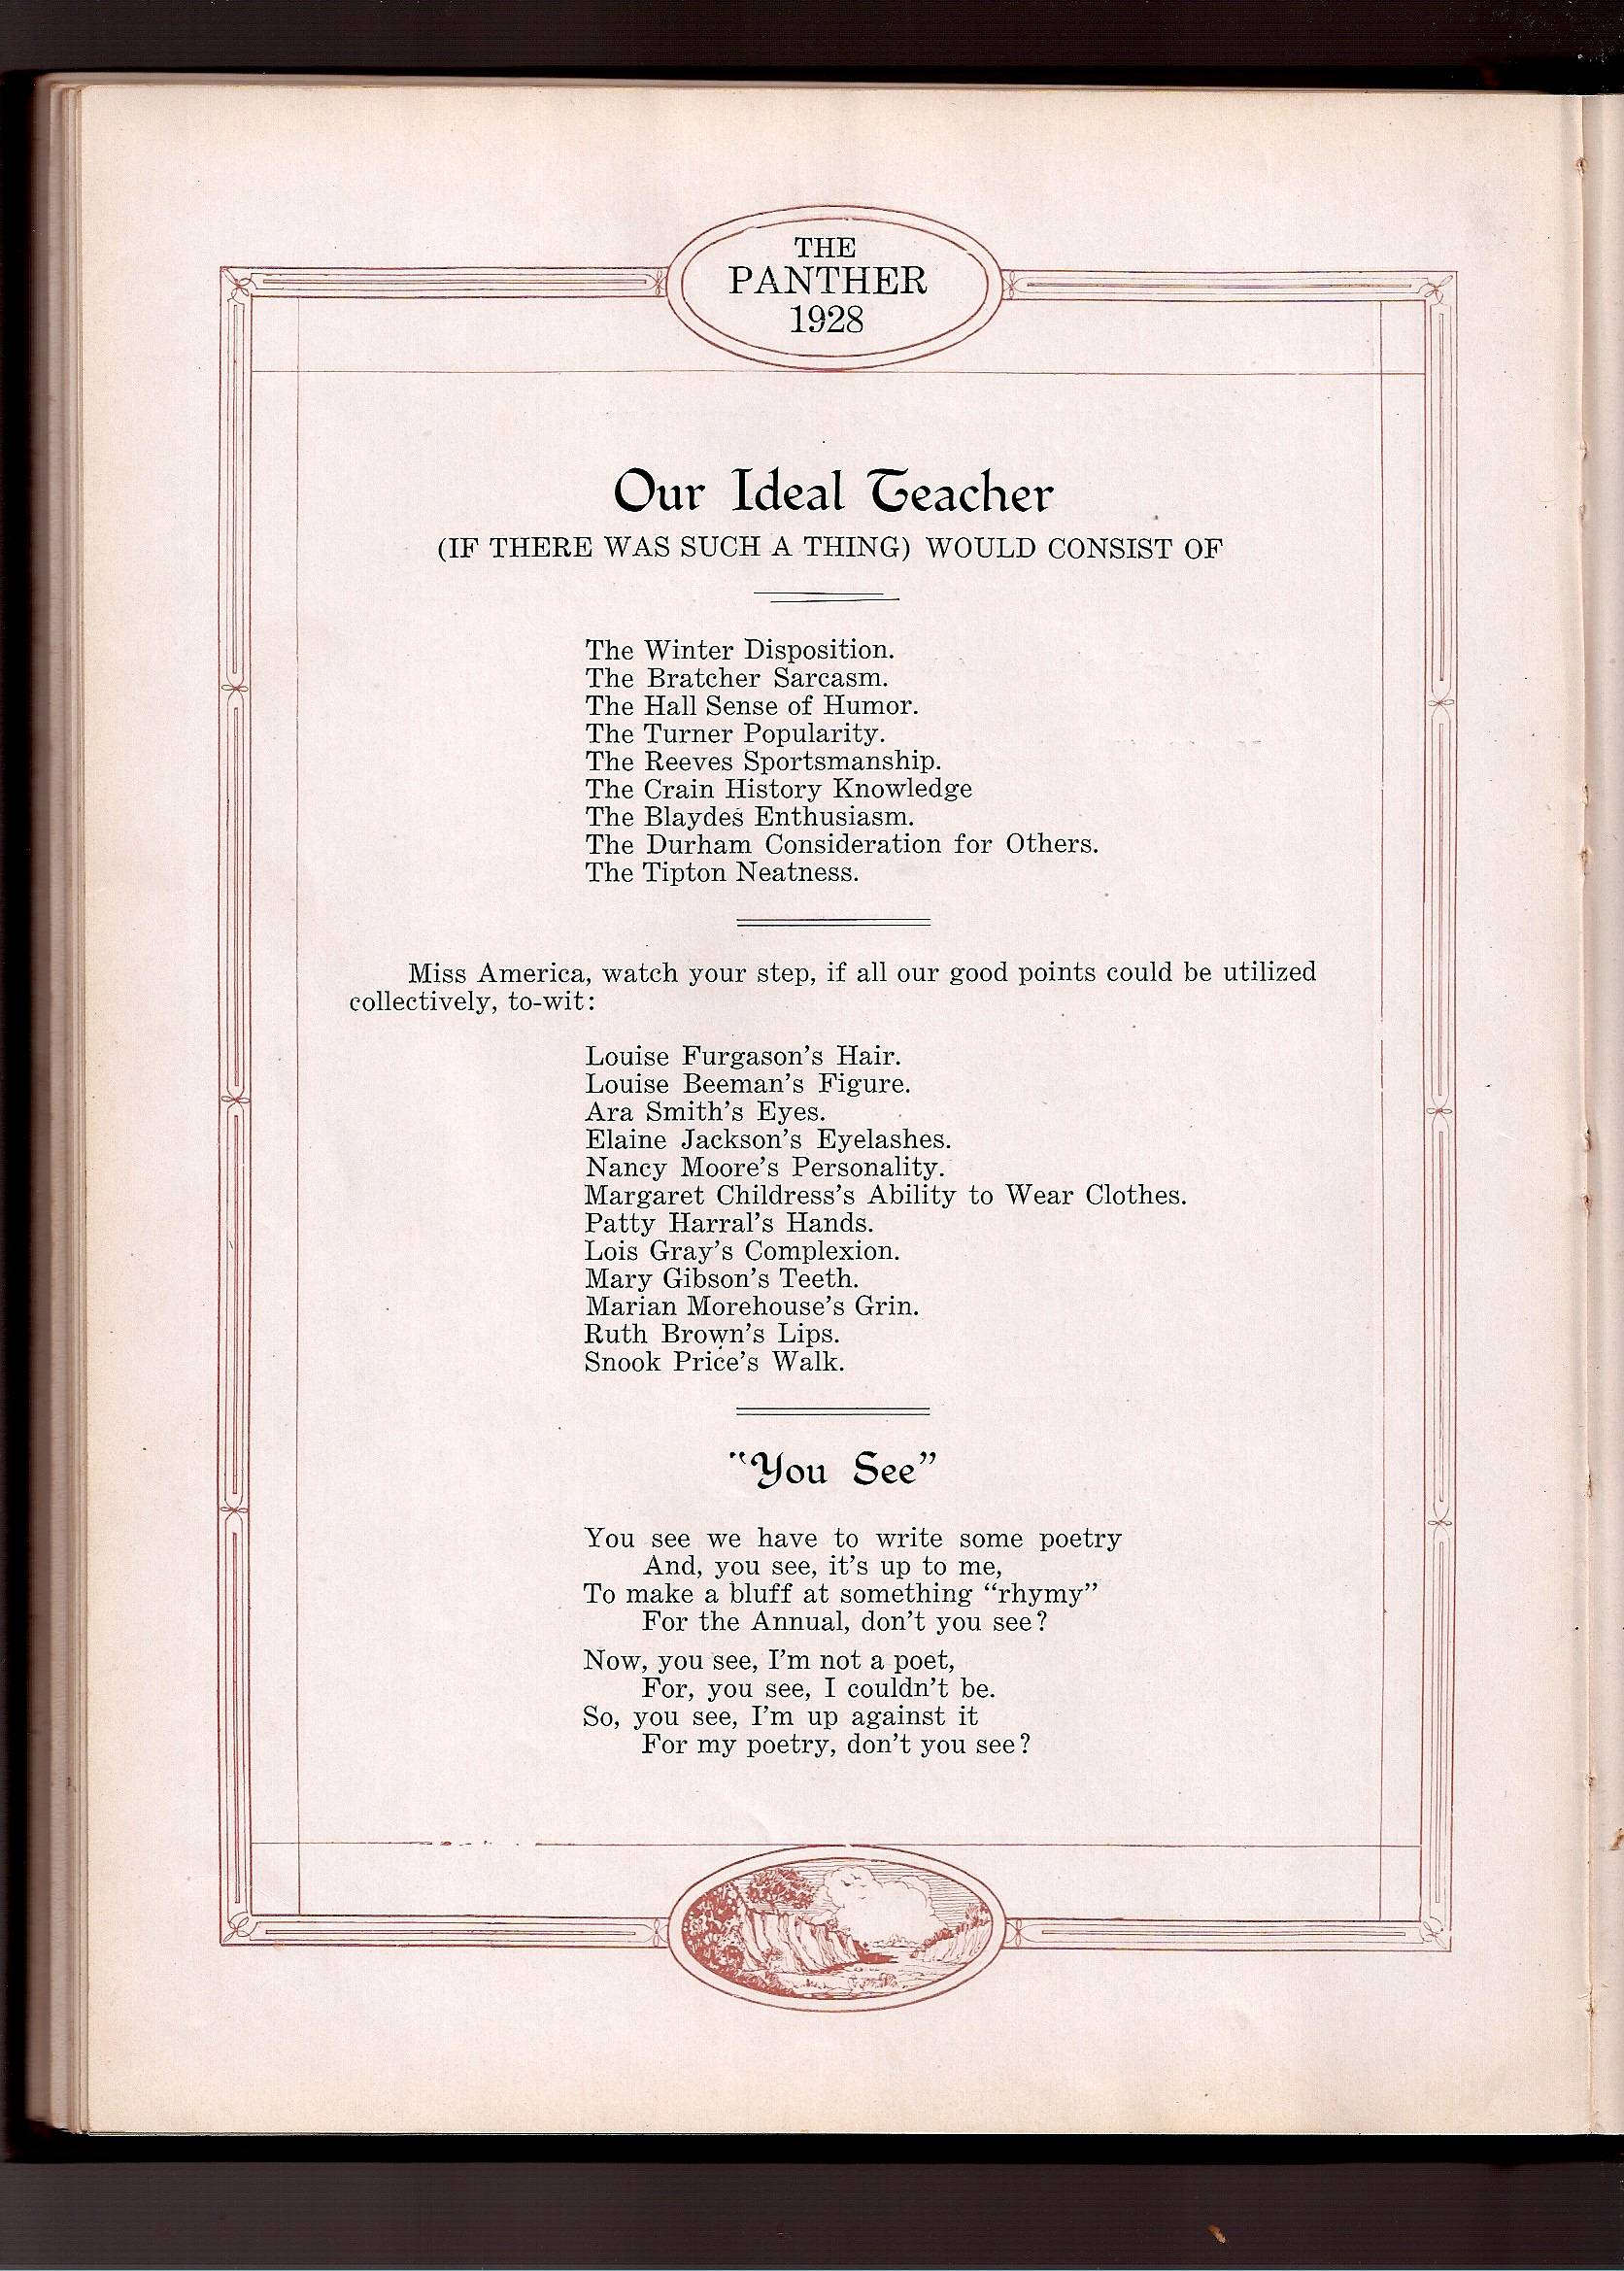 THE
PANTHER
1928
Our Ideal Teacher
(IF THERE WAS SUCH A THING) WOULD CONSIST OF
The Winter Disposition.
The Bratcher Sarcasm.
The Hall Sense of Humor.
The Turner Popularity.
The Reeves Sportsmanship.
The Crain History Knowledge
The Blaydes Enthusiasm.
The Durham Consideration for Others.
The Tipton Neatness.
Miss America, watch your step, if all our good points could be utilized
collectively, to-wit:
Louise Furgason's Hair.
Louise Beeman's Figure.
Ara Smith's Eyes.
Elaine Jackson's Eyelashes.
Nancy Moore's Personality.
Margaret Childress's Ability to Wear Clothes.
Patty Harral's Hands.
Lois Gray's Complexion.
Mary Gibson's Teeth.
Marian Morehouse's Grin.
Ruth Brown's Lips.
Snook Price's Walk.
"You See"
You see we have to write some poetry
And, you see, it's up to me,
To make a bluff at something "rhymy"
For the Annual, don't you see?
Now, you see, I'm not a poet,
For, you see, I couldn't be.
So, you see, I'm up against it
For my poetry, don't you see?